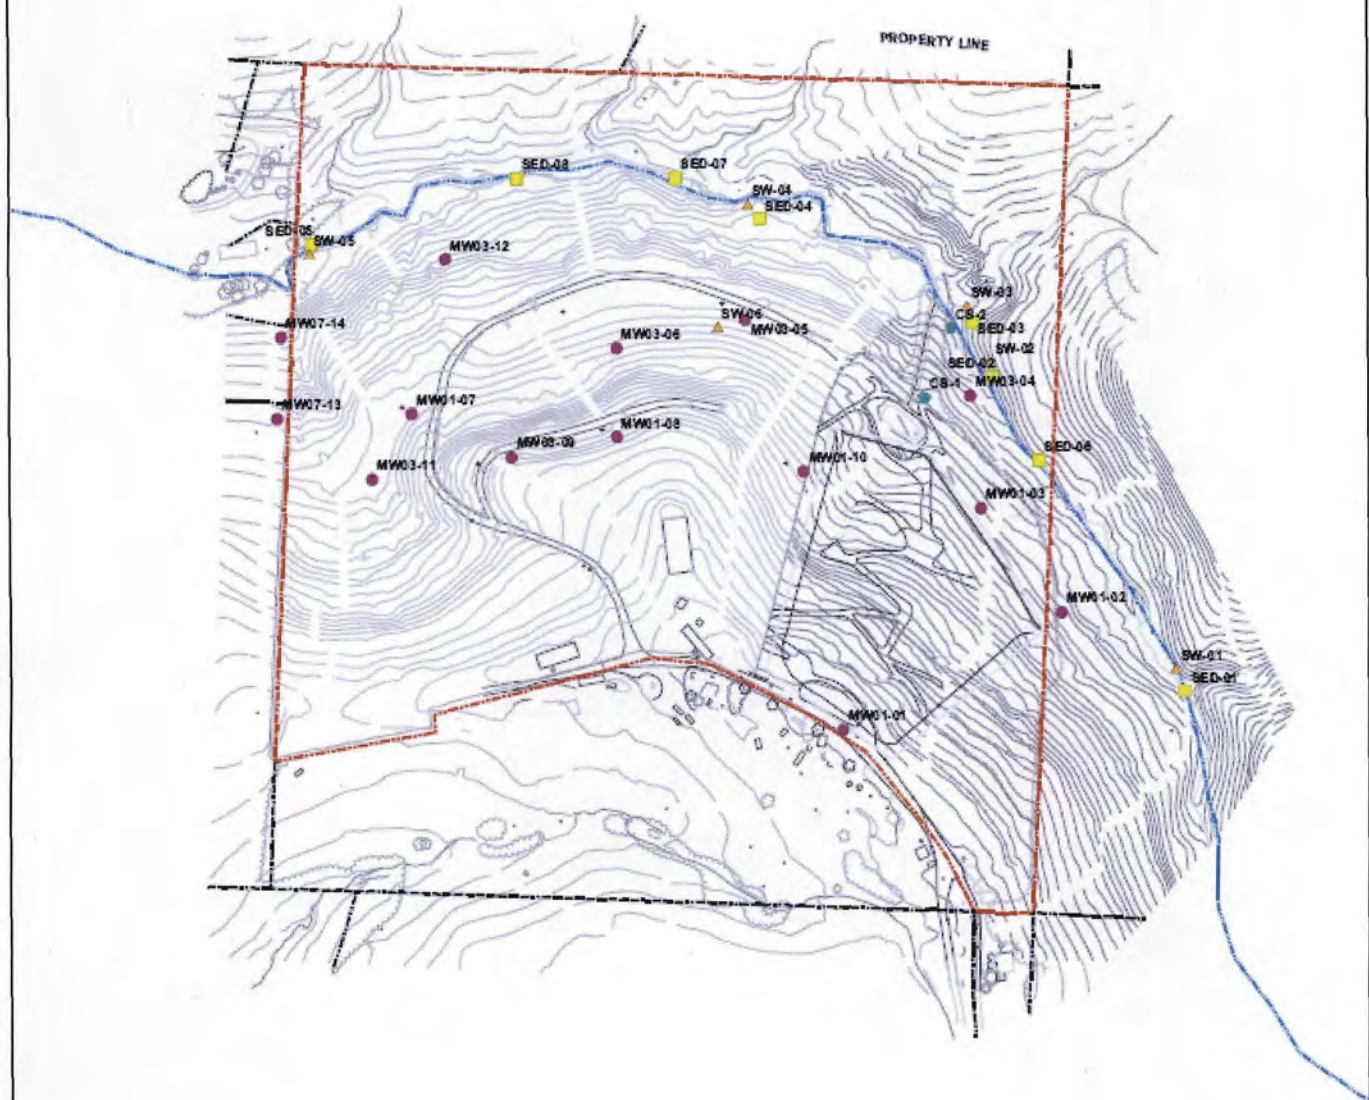 PROPERTY LINE
SED-08
SED-07
SW-04
SED-04
SED-05
SW-05
MW03-12
SW-03
CS-2
SED-03
SW-06
MW03-05
MW07-14
MW03-06
SW-02
SED-02
CS-1
MW03-04
MW01-07
MW07-13
MW01-08
MW03-09
SED-06
MW03-11
MW01-10
MW01-03
MW01-02
SW-01
SED-01
MW01-01